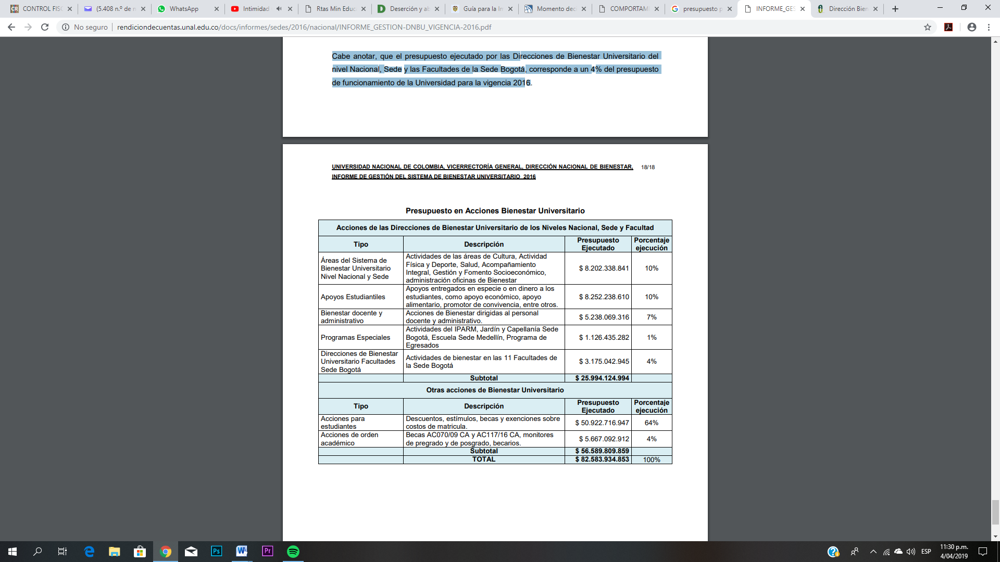 CONTROL FISC
(5.408 n.º de n
WhatsApp
Intimidad
Rtas Min Educ
Deserción y ab
Guía para la In
Momento dec
COMPORTAM
presupuesto p
INFORME_GES
Dirección Bien
No seguro
rendiciondecuentas.unal.edu.co/docs/informes/sedes/2016/nacional/INFORME_GESTION-DNBU_VIGENCIA-2016.pdf
Cabe anotar, que el presupuesto ejecutado por las Direcciones de Bienestar Universitario del
nivel Nacional, Sede y las Facultades de la Sede Bogotá, corresponde a un 4% del presupuesto
de funcionamiento de la Universidad para la vigencia 2016.
UNIVERSIDAD NACIONAL DE COLOMBIA, VICERRECTORÍA GENERAL, DIRECCIÓN NACIONAL DE BIENESTAR, 18/18
INFORME DE GESTIÓN DEL SISTEMA DE BIENESTAR UNIVERSITARIO 2016
Presupuesto en Acciones Bienestar Universitario
Acciones de las Direcciones de Bienestar Universitario de los Niveles Nacional, Sede y Facultad
Tipo
Descripción
Presupuesto
Ejecutado
Porcentaje
ejecución
Áreas del Sistema de
Bienestar Universitario
Nivel Nacional y Sede
Actividades de las áreas de Cultura, Actividad
Física y Deporte, Salud, Acompañamiento
Integral, Gestión y Fomento Socioeconómico,
administración oficinas de Bienestar
$ 8.202.338.841
10%
Apoyos Estudiantiles
Apoyos entregados en especie o en dinero a los
estudiantes, como apoyo económico, apoyo
alimentario, promotor de convivencia, entre otros.
$ 8.252.238.610
10%
Bienestar docente y
administrativo
Acciones de Bienestar dirigidas al personal
docente y administrativo.
$ 5.238.069.316
7%
Programas Especiales
Actividades del IPARM, Jardín y Capellanía Sede
Bogotá, Escuela Sede Medellín, Programa de
Egresados
$ 1.126.435.282
1%
Direcciones de Bienestar
Universitario Facultades
Sede Bogotá
Actividades de bienestar en las 11 Facultades de
la Sede Bogotá
$ 3.175.042.945
4%
Subtotal
$ 25.994.124.994
Otras acciones de Bienestar Universitario
Tipo
Descripción
Presupuesto
Ejecutado
Porcentaje
ejecución
Acciones para
estudiantes
Descuentos, estímulos, becas y exenciones sobre
costos de matricula.
$ 50.922.716.947
64%
Acciones de orden
académico
Becas AC070/09 CA y AC117/16 CA, monitores
de pregrado y de posgrado, becarios.
$ 5.667.092.912
4%
Subtotal
$ 56.589.809.859
TOTAL
$ 82.583.934.853
100%
ESP
11:30 p.m.
4/04/2019